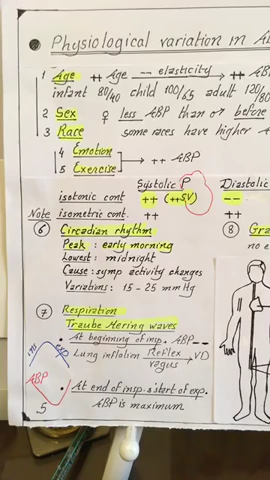 Physiological variation in AB
1 Age ++ Age -- elasticity → ++ AB
infant 80/40 child 100/65 adult 120/80
2 Sex ♀ less ABP than ♂ before
3 Race some races have higher A
4 Emotion
5 Exercise → ++ ABP
Systolic P Diastolic
isotonic cont ++ (++SV) --
Note isometric cont. ++ ++
6 Circadian rhythm 8 Gra
Peak : early morning no e
Lowest : midnight
Cause : symp activity changes
Variations : 15 - 25 mmHg
7 Respiration
Traube Mering waves
At beginning of insp. ABP --
Lung inflation Reflex vagus → VD
ABP
At end of insp. & start of exp.
ABP is maximum
5